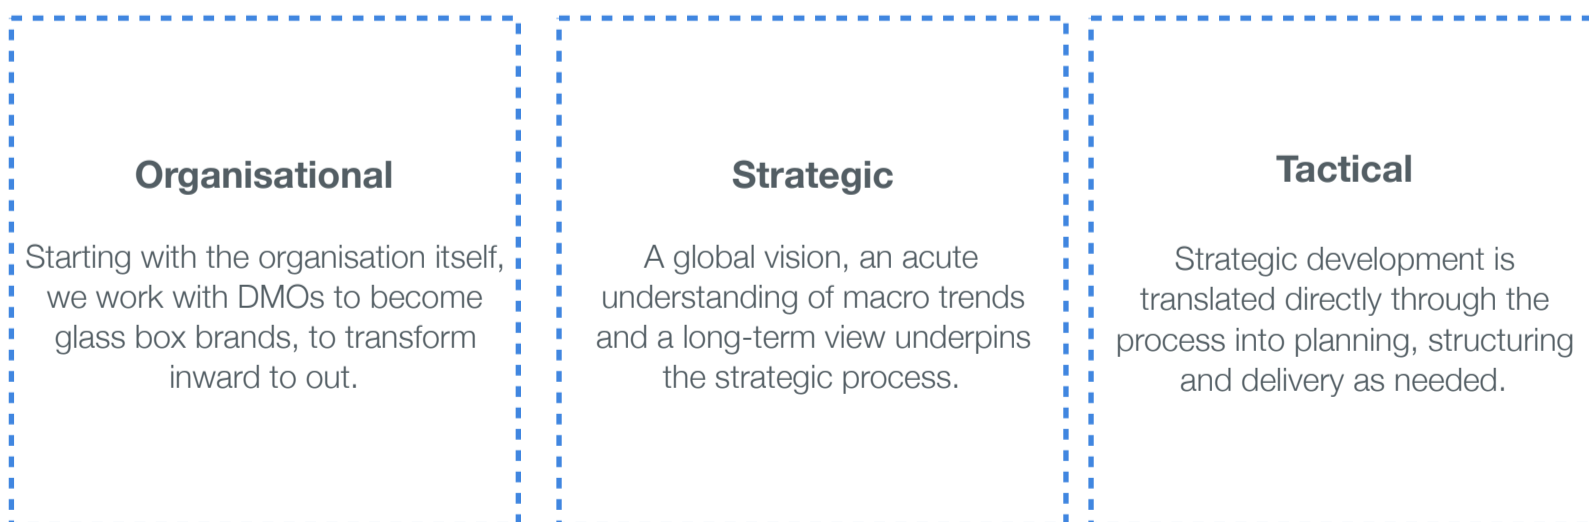 Organisational
Starting with the organisation itself,
we work with DMOs to become
glass box brands, to transform
inward to out.
Strategic
A global vision, an acute
understanding of macro trends
and a long-term view underpins
the strategic process.
Tactical
Strategic development is
translated directly through the
process into planning, structuring
and delivery as needed.